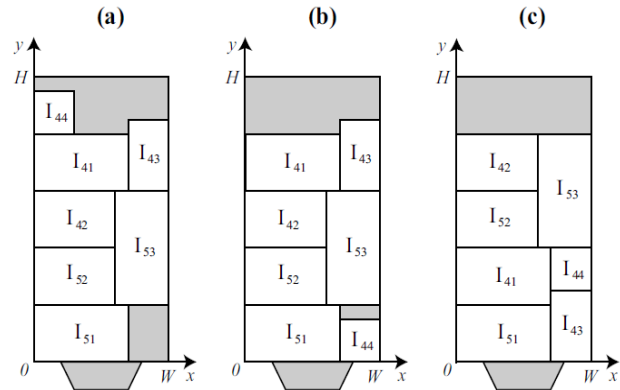 (a) (b) (c)
y y y
H H H
I44
I41 I43 I41 I43 I42 I53
I42 I53 I42 I53 I52
I52 I52 I41 I44
I51 I51 I44 I51 I43
0 W x 0 W x 0 W x